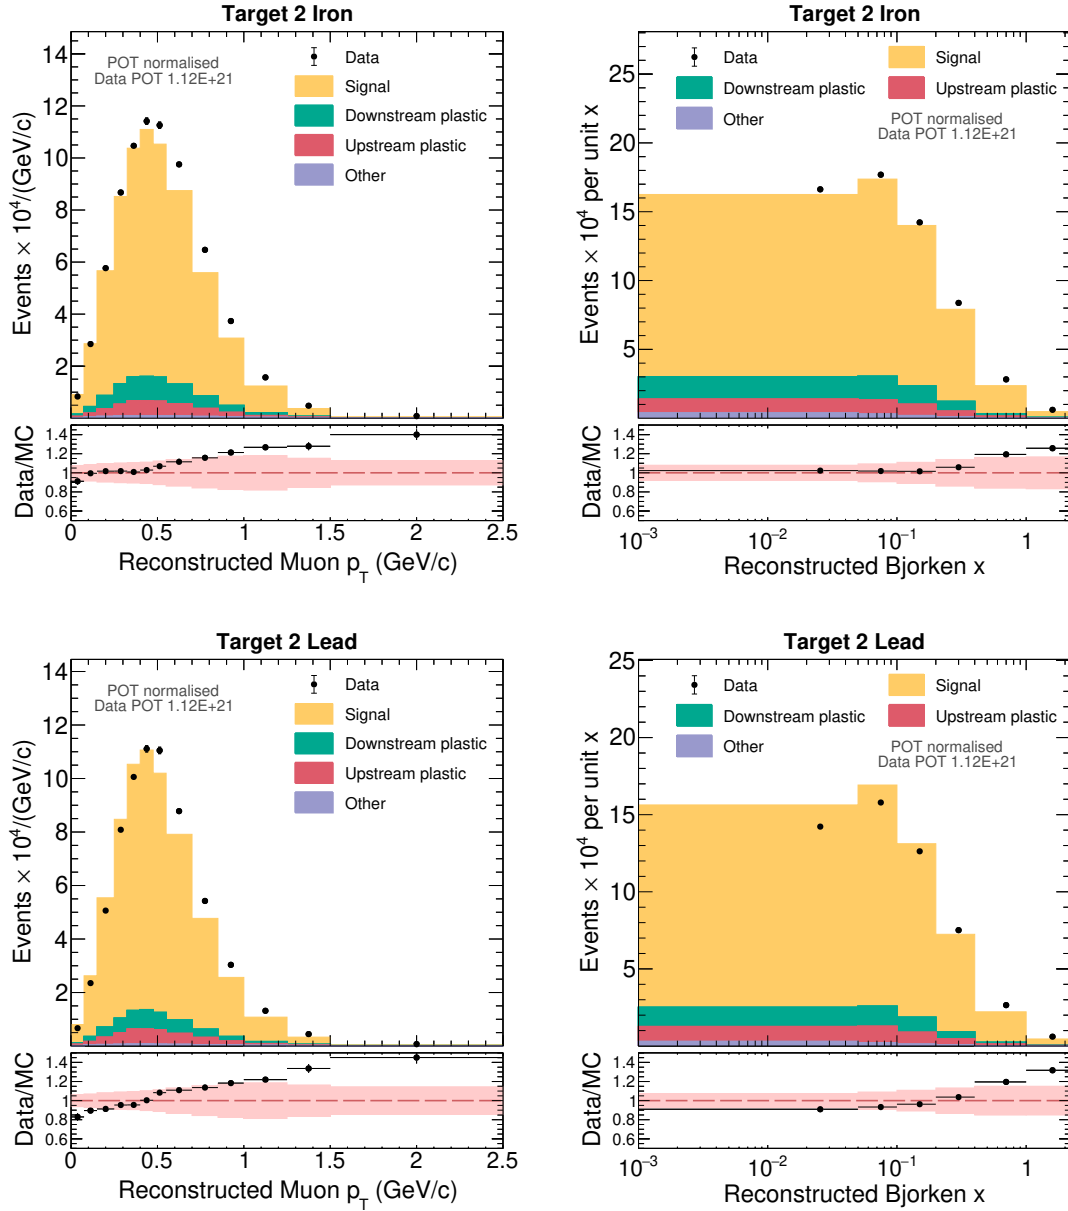 Target 2 Iron
Events × 10⁴/(GeV/c)
14
12
10
8
6
4
2
POT normalised
Data POT 1.12E+21
Data
Signal
Downstream plastic
Upstream plastic
Other
Data/MC
1.4
1.2
1
0.8
0.6
0
0.5
1
1.5
2
2.5
Reconstructed Muon p_T (GeV/c)
Target 2 Iron
Events × 10⁴ per unit x
25
20
15
10
5
Data
Signal
Downstream plastic
Upstream plastic
Other
POT normalised
Data POT 1.12E+21
Data/MC
1.4
1.2
1
0.8
0.6
10⁻³
10⁻²
10⁻¹
1
Reconstructed Bjorken x
Target 2 Lead
Events × 10⁴/(GeV/c)
14
12
10
8
6
4
2
POT normalised
Data POT 1.12E+21
Data
Signal
Downstream plastic
Upstream plastic
Other
Data/MC
1.4
1.2
1
0.8
0.6
0
0.5
1
1.5
2
2.5
Reconstructed Muon p_T (GeV/c)
Target 2 Lead
Events × 10⁴ per unit x
25
20
15
10
5
Data
Signal
Downstream plastic
Upstream plastic
Other
POT normalised
Data POT 1.12E+21
Data/MC
1.4
1.2
1
0.8
0.6
10⁻³
10⁻²
10⁻¹
1
Reconstructed Bjorken x